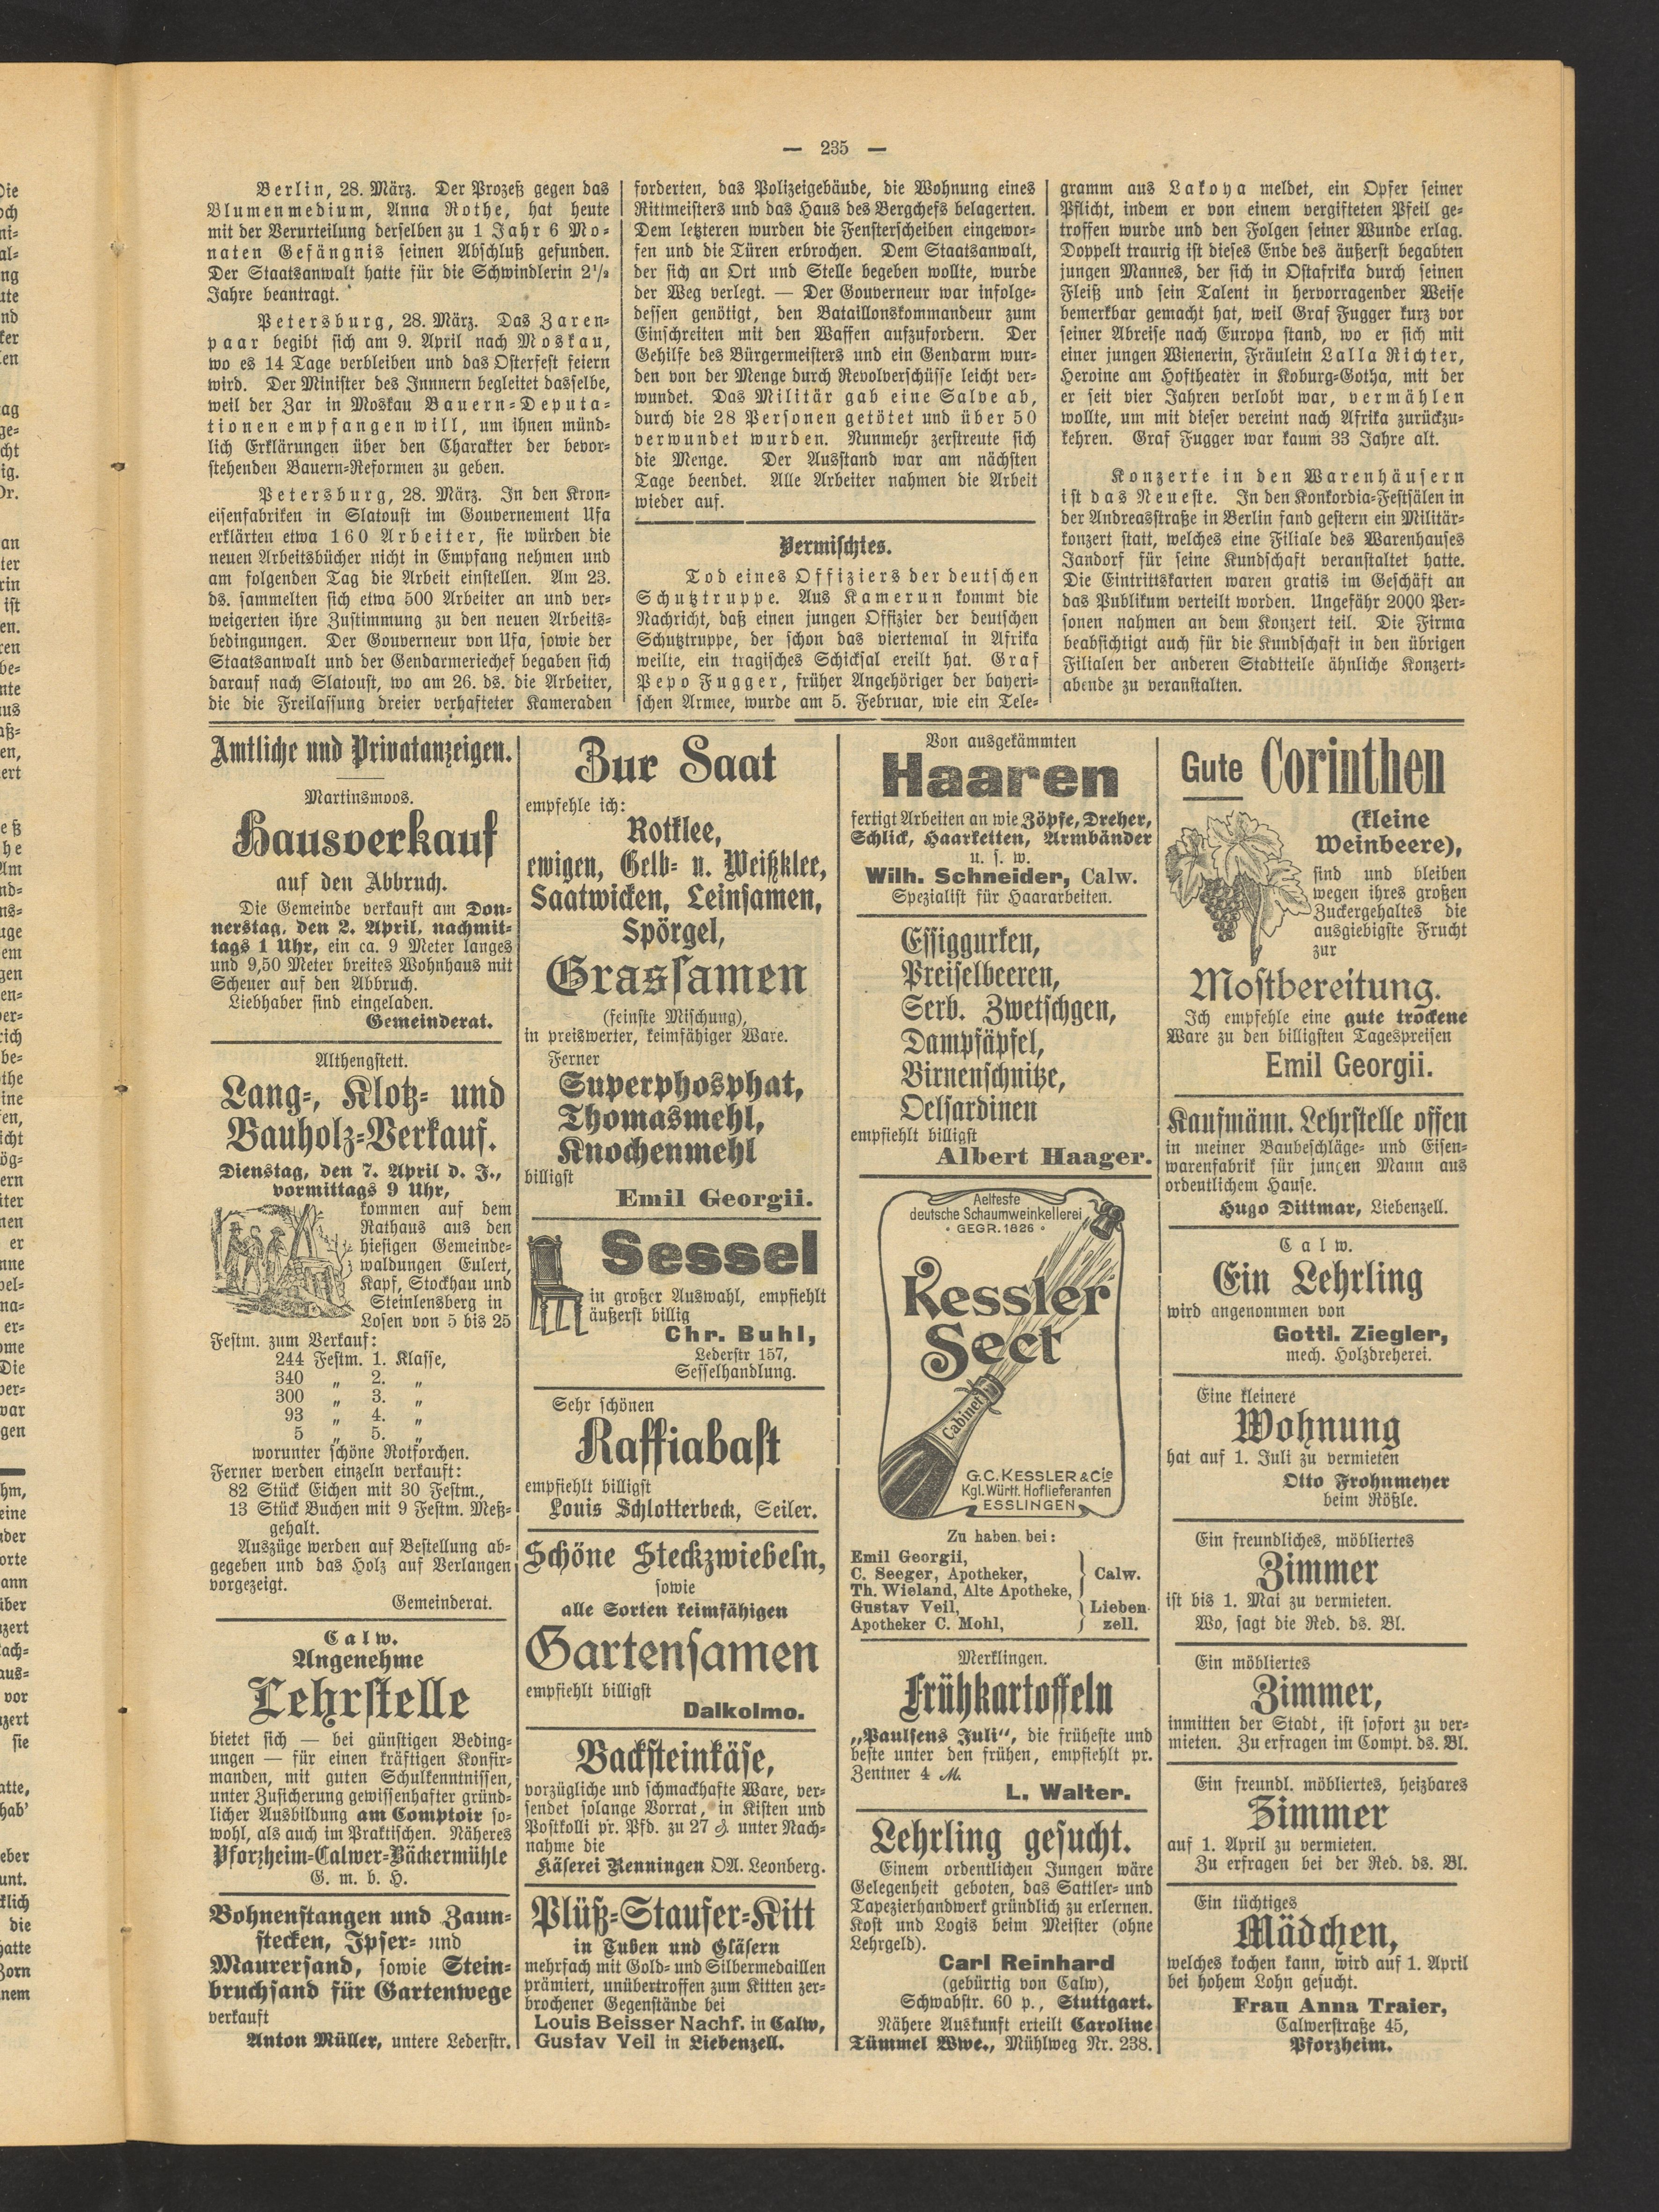 — 235 —
Berlin, 28. März. Der Prozeß gegen das
Blumenmedium, Anna Rothe, hat heute
mit der Verurteilung derselben zu 1 Jahr 6 Mo-
naten Gefängnis seinen Abschluß gefunden.
Der Staatsanwalt hatte für die Schwindlerin 2½
Jahre beantragt.
Petersburg, 28. März. Das Zaren-
paar begibt sich am 9. April nach Moskau,
wo es 14 Tage verbleiben und das Osterfest feiern
wird. Der Minister des Innnern begleitet dasselbe,
weil der Zar in Moskau Bauern-Deputa-
tionen empfangen will, um ihnen münd-
lich Erklärungen über den Charakter der bevor-
stehenden Bauern-Reformen zu geben.
Petersburg, 28. März. In den Kron-
eisenfabriken in Slatoust im Gouvernement Ufa
erklärten etwa 160 Arbeiter, sie würden die
neuen Arbeitsbücher nicht in Empfang nehmen und
am folgenden Tag die Arbeit einstellen. Am 23.
ds. sammelten sich etwa 500 Arbeiter an und ver-
weigerten ihre Zustimmung zu den neuen Arbeits-
bedingungen. Der Gouverneur von Ufa, sowie der
Staatsanwalt und der Gendarmeriechef begaben sich
darauf nach Slatoust, wo am 26. ds. die Arbeiter,
die die Freilassung dreier verhafteter Kameraden
forderten, das Polizeigebäude, die Wohnung eines
Rittmeisters und das Haus des Bergchefs belagerten.
Dem letzteren wurden die Fensterscheiben eingewor-
fen und die Türen erbrochen. Dem Staatsanwalt,
der sich an Ort und Stelle begeben wollte, wurde
der Weg verlegt. — Der Gouverneur war infolge-
dessen genötigt, den Bataillonskommandeur zum
Einschreiten mit den Waffen aufzufordern. Der
Gehilfe des Bürgermeisters und ein Gendarm wur-
den von der Menge durch Revolverschüsse leicht ver-
wundet. Das Militär gab eine Salve ab,
durch die 28 Personen getötet und über 50
verwundet wurden. Nunmehr zerstreute sich
die Menge. Der Ausstand war am nächsten
Tage beendet. Alle Arbeiter nahmen die Arbeit
wieder auf.
Vermischtes.
Tod eines Offiziers der deutschen
Schutztruppe. Aus Kamerun kommt die
Nachricht, daß einen jungen Offizier der deutschen
Schutztruppe, der schon das viertemal in Afrika
weilte, ein tragisches Schicksal ereilt hat. Graf
Pepo Fugger, früher Angehöriger der bayeri-
schen Armee, wurde am 5. Februar, wie ein Tele-
gramm aus Lakoya meldet, ein Opfer seiner
Pflicht, indem er von einem vergifteten Pfeil ge-
troffen wurde und den Folgen seiner Wunde erlag.
Doppelt traurig ist dieses Ende des äußerst begabten
jungen Mannes, der sich in Ostafrika durch seinen
Fleiß und sein Talent in hervorragender Weise
bemerkbar gemacht hat, weil Graf Fugger kurz vor
seiner Abreise nach Europa stand, wo er sich mit
einer jungen Wienerin, Fräulein Lalla Richter,
Heroine am Hoftheater in Koburg-Gotha, mit der
er seit vier Jahren verlobt war, vermählen
wollte, um mit dieser vereint nach Afrika zurückzu-
kehren. Graf Fugger war kaum 33 Jahre alt.
Konzerte in den Warenhäusern
ist das Neueste. In den Konkordia-Festsälen in
der Andreasstraße in Berlin fand gestern ein Militär-
konzert statt, welches eine Filiale des Warenhauses
Jandorf für seine Kundschaft veranstaltet hatte.
Die Eintrittskarten waren gratis im Geschäft an
das Publikum verteilt worden. Ungefähr 2000 Per-
sonen nahmen an dem Konzert teil. Die Firma
beabsichtigt auch für die Kundschaft in den übrigen
Filialen der anderen Stadtteile ähnliche Konzert-
abende zu veranstalten.
Amtliche und Privatanzeigen.
Martinsmoos.
Hausverkauf
auf den Abbruch.
Die Gemeinde verkauft am Don-
nerstag, den 2. April, nachmit-
tags 1 Uhr, ein ca. 9 Meter langes
und 9,50 Meter breites Wohnhaus mit
Scheuer auf den Abbruch.
Liebhaber sind eingeladen.
Gemeinderat.
Althengstett.
Lang-, Klotz- und
Bauholz-Verkauf.
Dienstag, den 7. April d. J.,
vormittags 9 Uhr,
kommen auf dem
Rathaus aus den
hiesigen Gemeinde-
waldungen Eulert,
Kapf, Stockhau und
Steinlensberg in
Losen von 5 bis 25
Festm. zum Verkauf:
244 Festm. 1. Klasse,
340 „ 2. „
300 „ 3. „
93 „ 4. „
5 „ 5. „
worunter schöne Rotforchen.
Ferner werden einzeln verkauft:
82 Stück Eichen mit 30 Festm.,
13 Stück Buchen mit 9 Festm. Meß-
gehalt.
Auszüge werden auf Bestellung ab-
gegeben und das Holz auf Verlangen
vorgezeigt.
Gemeinderat.
Calw.
Angenehme
Lehrstelle
bietet sich — bei günstigen Beding-
ungen — für einen kräftigen Konfir-
manden, mit guten Schulkenntnissen,
unter Zusicherung gewissenhafter gründ-
licher Ausbildung am Comptoir so-
wohl, als auch im Praktischen. Näheres
Pforzheim-Calwer-Bäckermühle
G. m. b. H.
Bohnenstangen und Zaun-
stecken, Ipser- und
Maurersand, sowie Stein-
bruchsand für Gartenwege
verkauft
Anton Müller, untere Lederstr.
Zur Saat
empfehle ich:
Rotklee,
ewigen, Gelb- u. Weißklee,
Saatwicken, Leinsamen,
Spörgel,
Grassamen
(feinste Mischung),
in preiswerter, keimfähiger Ware.
Ferner
Superphosphat,
Thomasmehl,
Knochenmehl
billigst
Emil Georgii.
Sessel
in großer Auswahl, empfiehlt
äußerst billig
Chr. Buhl,
Lederstr 157,
Sesselhandlung.
Sehr schönen
Raffiabast
empfiehlt billigst
Louis Schlotterbeck, Seiler.
Schöne Steckzwiebeln,
sowie
alle Sorten keimfähigen
Gartensamen
empfiehlt billigst
Dalkolmo.
Backsteinkäse,
vorzügliche und schmackhafte Ware, ver-
sendet solange Vorrat, in Kisten und
Postkolli pr. Pfd. zu 27 ₰ unter Nach-
nahme die
Käserei Renningen OA. Leonberg.
Plüß-Staufer-Kitt
in Tuben und Gläsern
mehrfach mit Gold- und Silbermedaillen
prämiert, unübertroffen zum Kitten zer-
brochener Gegenstände bei
Louis Beisser Nachf. in Calw,
Gustav Veil in Liebenzell.
Von ausgekämmten
Haaren
fertigt Arbeiten an wie Zöpfe, Dreher,
Schlick, Haarketten, Armbänder
u. s. w.
Wilh. Schneider, Calw.
Spezialist für Haararbeiten.
Essiggurken,
Preiselbeeren,
Serb. Zwetschgen,
Dampfäpfel,
Birnenschnitze,
Oelsardinen
empfiehlt billigst
Albert Haager.
Aelteste
deutsche Schaumweinkellerei
• GEGR. 1826 •
Kessler
Sect
Cabinet
G. C. KESSLER & Cie
Kgl. Württ. Hoflieferanten
ESSLINGEN
Zu haben bei:
Emil Georgii,
C. Seeger, Apotheker, } Calw.
Th. Wieland, Alte Apotheke,
Gustav Veil, } Lieben-
Apotheker C. Mohl, } zell.
Merklingen.
Frühkartoffeln
„Paulsens Juli“, die früheste und
beste unter den frühen, empfiehlt pr.
Zentner 4 ℳ.
L. Walter.
Lehrling gesucht.
Einem ordentlichen Jungen wäre
Gelegenheit geboten, das Sattler- und
Tapezierhandwerk gründlich zu erlernen.
Kost und Logis beim Meister (ohne
Lehrgeld).
Carl Reinhard
(gebürtig von Calw),
Schwabstr. 60 p., Stuttgart.
Nähere Auskunft erteilt Caroline
Tümmel Wwe., Mühlweg Nr. 238.
Gute Corinthen
(kleine
Weinbeere),
sind und bleiben
wegen ihres großen
Zuckergehaltes die
ausgiebigste Frucht
zur
Mostbereitung.
Ich empfehle eine gute trockene
Ware zu den billigsten Tagespreisen
Emil Georgii.
Kaufmänn. Lehrstelle offen
in meiner Baubeschläge- und Eisen-
warenfabrik für jungen Mann aus
ordentlichem Hause.
Hugo Dittmar, Liebenzell.
Calw.
Ein Lehrling
wird angenommen von
Gottl. Ziegler,
mech. Holzdreherei.
Eine kleinere
Wohnung
hat auf 1. Juli zu vermieten
Otto Frohnmeyer
beim Rößle.
Ein freundliches, möbliertes
Zimmer
ist bis 1. Mai zu vermieten.
Wo, sagt die Red. ds. Bl.
Ein möbliertes
Zimmer,
inmitten der Stadt, ist sofort zu ver-
mieten. Zu erfragen im Compt. ds. Bl.
Ein freundl. möbliertes, heizbares
Zimmer
auf 1. April zu vermieten.
Zu erfragen bei der Red. ds. Bl.
Ein tüchtiges
Mädchen,
welches kochen kann, wird auf 1. April
bei hohem Lohn gesucht.
Frau Anna Traier,
Calwerstraße 45,
Pforzheim.